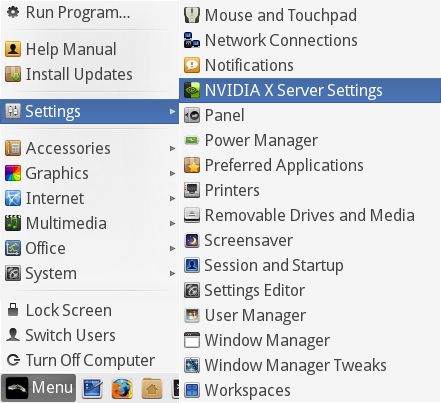 Run Program...
Help Manual
Install Updates
Settings
Accessories
Graphics
Internet
Multimedia
Office
System
Lock Screen
Switch Users
Turn Off Computer
Menu
Mouse and Touchpad
Network Connections
Notifications
NVIDIA X Server Settings
Panel
Power Manager
Preferred Applications
Printers
Removable Drives and Media
Screensaver
Session and Startup
Settings Editor
User Manager
Window Manager
Window Manager Tweaks
Workspaces